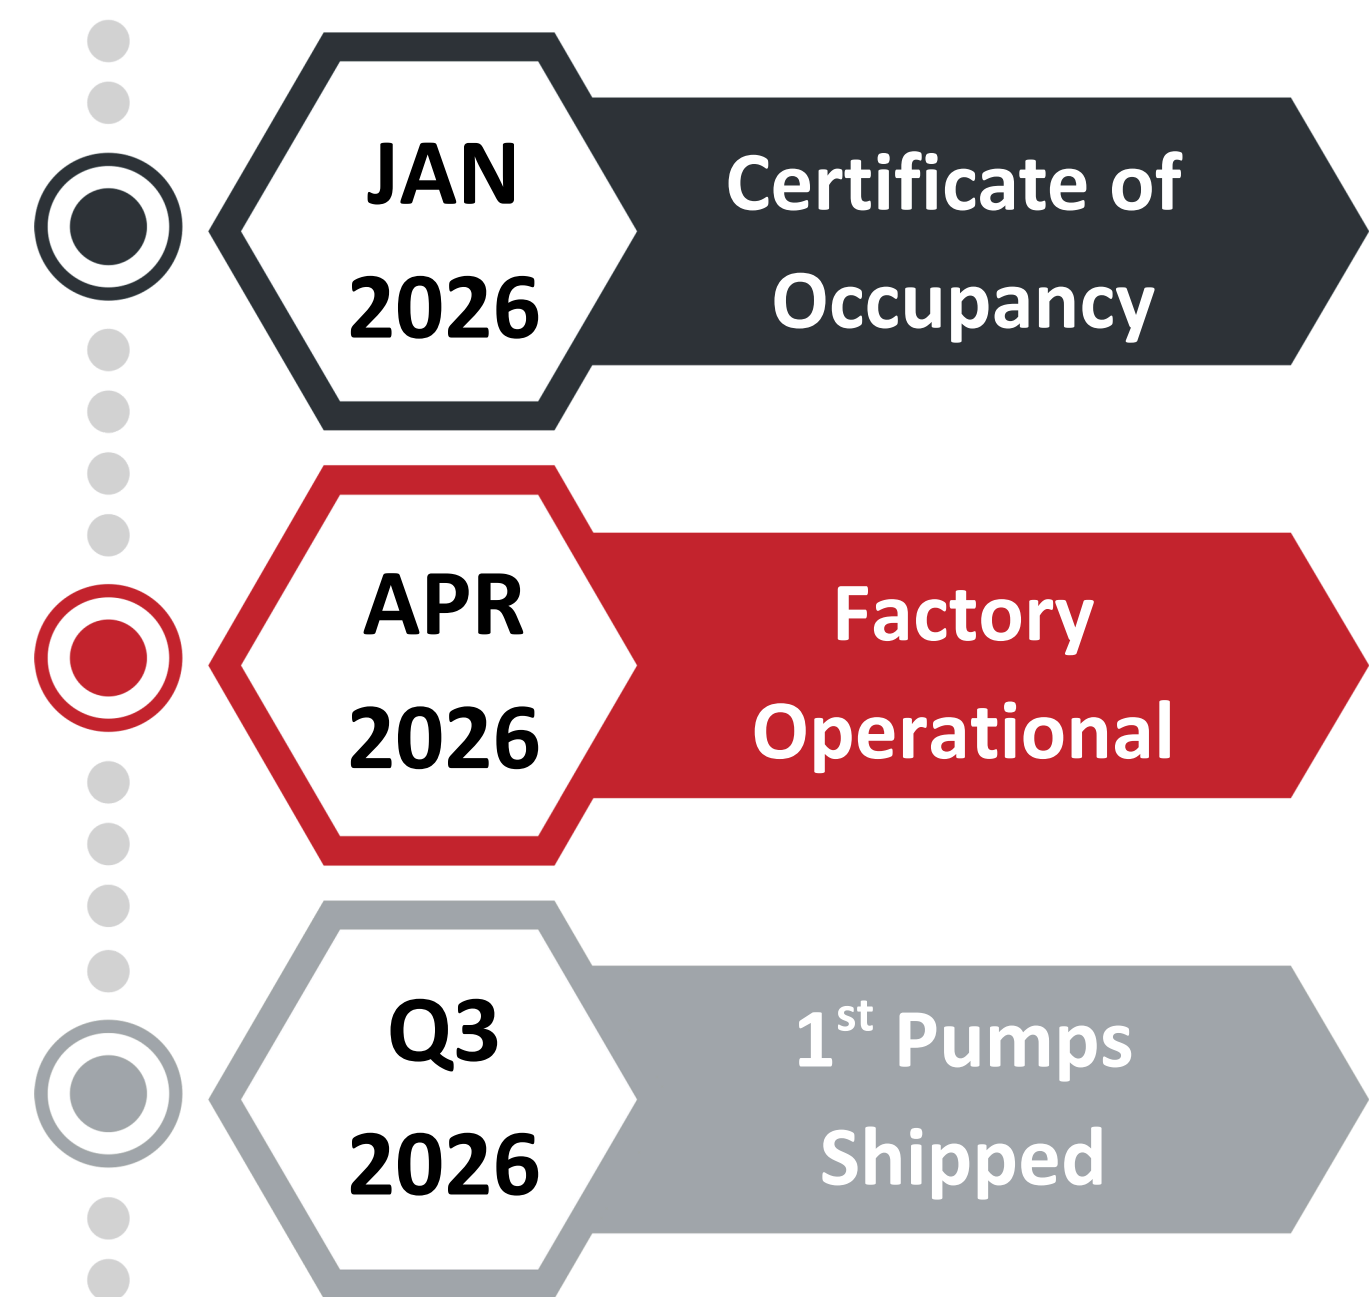 JAN
2026
Certificate of
Occupancy
APR
2026
Factory
Operational
Q3
2026
1st Pumps
Shipped